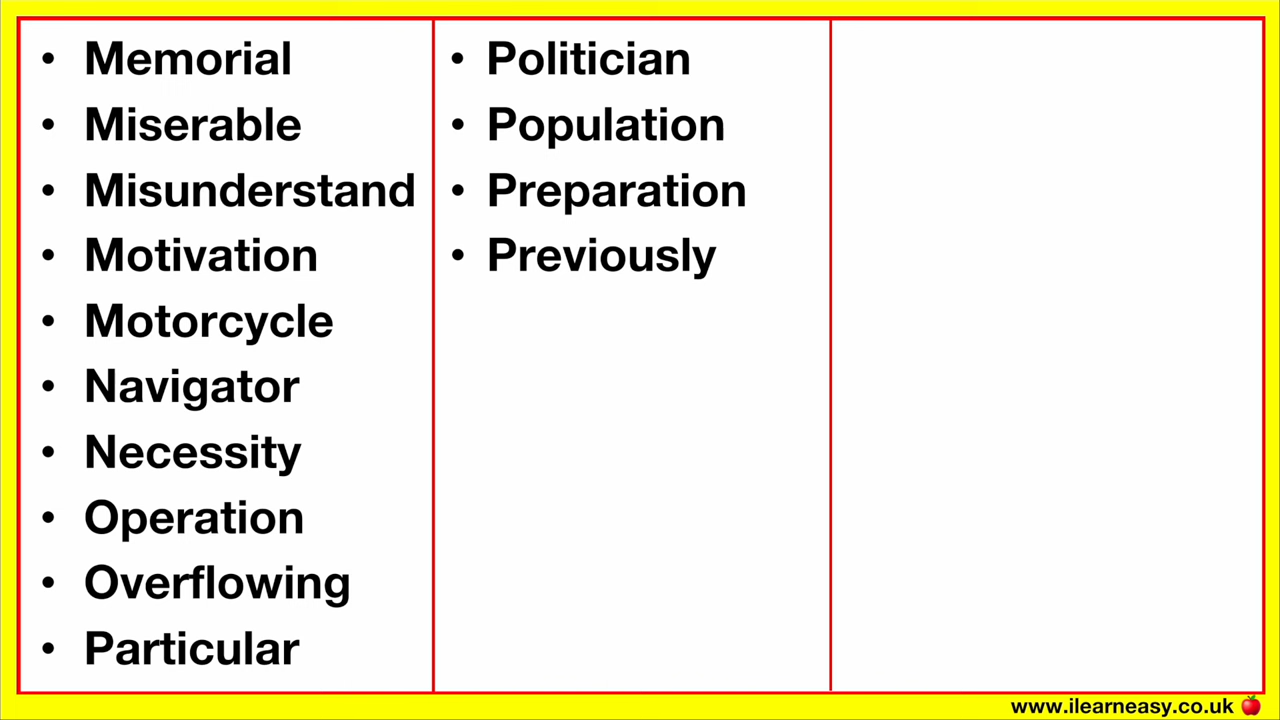 • Memorial
• Miserable
• Misunderstand
• Motivation
• Motorcycle
• Navigator
• Necessity
• Operation
• Overflowing
• Particular
• Politician
• Population
• Preparation
• Previously
www.ilearneasy.co.uk